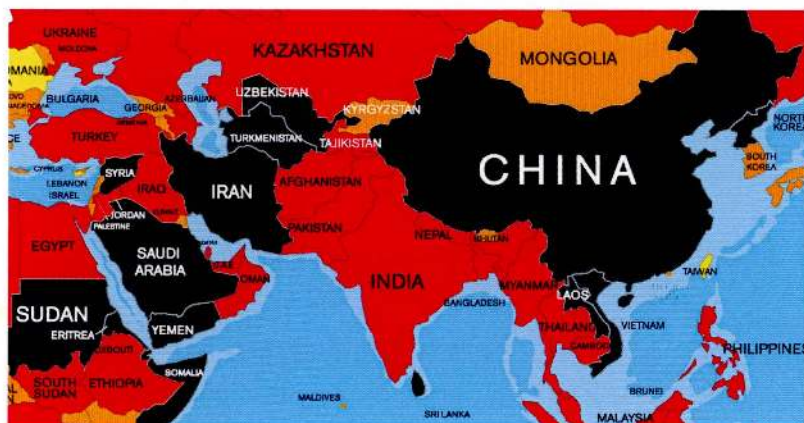 UKRAINE
MOLDOVA
KAZAKHSTAN
MONGOLIA
OMANIA
OVO
BULGARIA
GEORGIA
AZERBAIJAN
UZBEKISTAN
KYRGYZSTAN
NORTH
KOREA
TURKEY
TURKMENISTAN
TAJIKISTAN
SOUTH
KOREA
CYPRUS
SYRIA
CHINA
LEBANON
ISRAEL
IRAQ
IRAN
AFGHANISTAN
JORDAN
PALESTINE
KUWAIT
PAKISTAN
NEPAL
BHUTAN
EGYPT
SAUDI
ARABIA
U.A.E
OMAN
INDIA
MYANMAR
TAIWAN
LAOS
BANGLADESH
SUDAN
ERITREA
YEMEN
THAILAND
VIETNAM
CAMBODIA
PHILIPPINES
DJIBOUTI
SOMALIA
SOUTH
SUDAN
ETHIOPIA
MALDIVES
SRI LANKA
BRUNEI
MALAYSIA